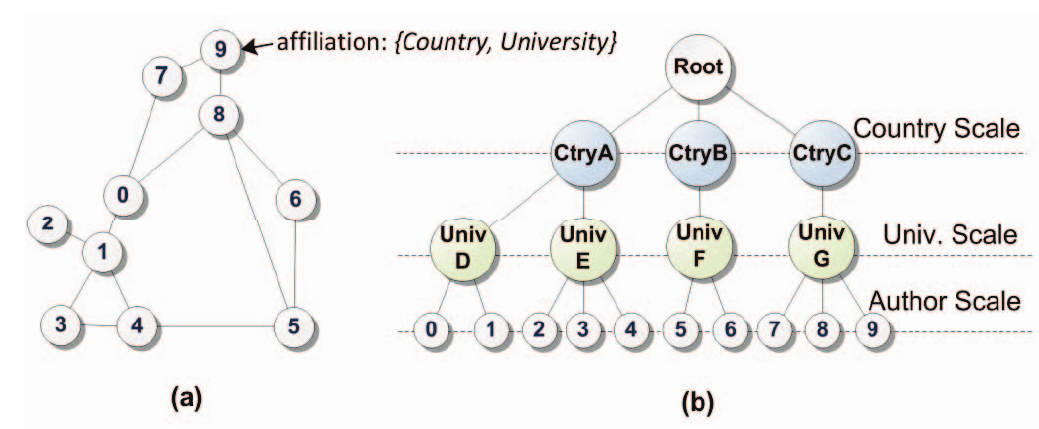 9 affiliation: {Country, University}
7
8
0
6
2
1
3 4 5
(a)
Root
Country Scale
CtryA CtryB CtryC
Univ. Scale
Univ D Univ E Univ F Univ G
Author Scale
0 1 2 3 4 5 6 7 8 9
(b)